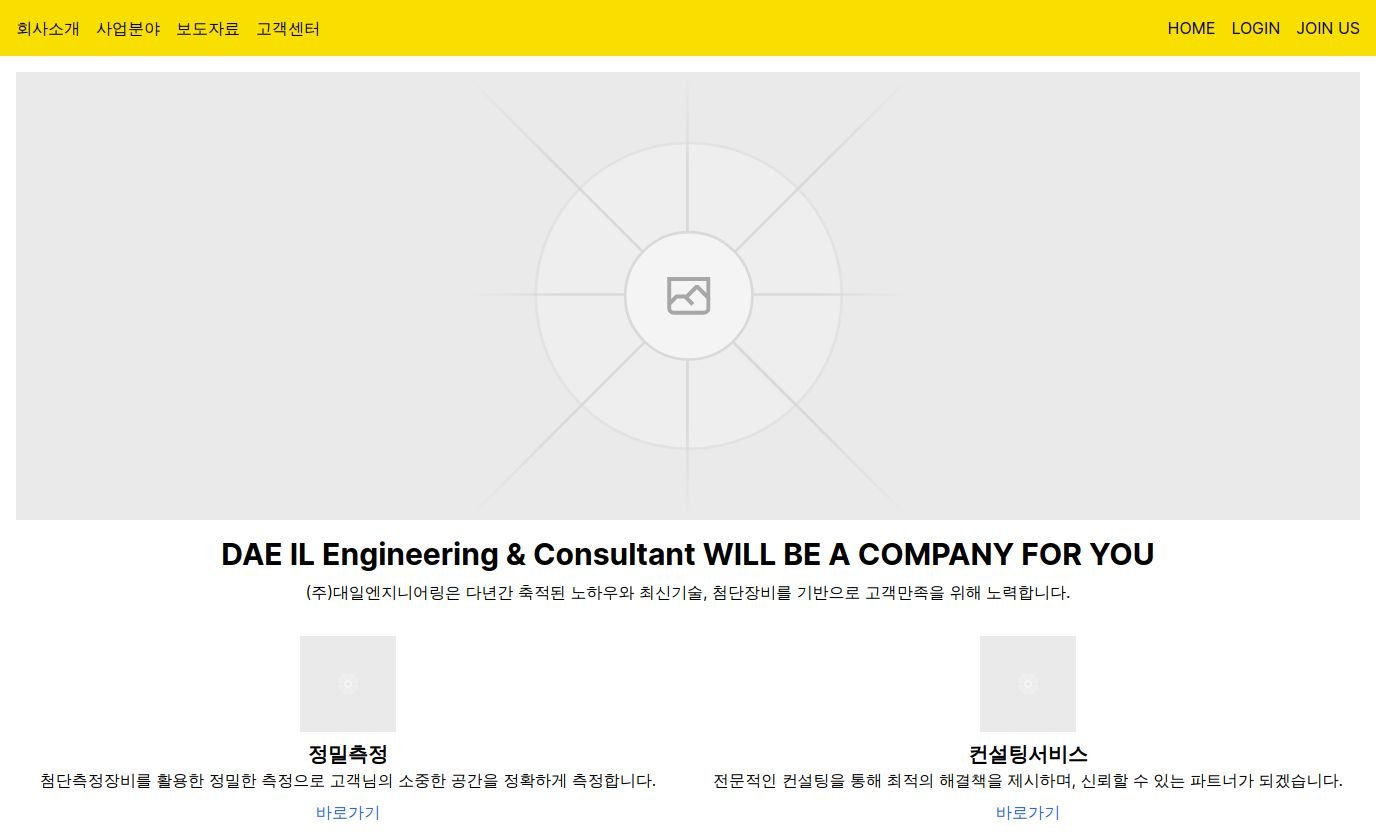 회사소개 사업분야 보도자료 고객센터 HOME LOGIN JOIN US
DAE IL Engineering & Consultant WILL BE A COMPANY FOR YOU
(주)대일엔지니어링은 다년간 축적된 노하우와 최신기술, 첨단장비를 기반으로 고객만족을 위해 노력합니다.
정밀측정
첨단측정장비를 활용한 정밀한 측정으로 고객님의 소중한 공간을 정확하게 측정합니다.
바로가기
컨설팅서비스
전문적인 컨설팅을 통해 최적의 해결책을 제시하며, 신뢰할 수 있는 파트너가 되겠습니다.
바로가기